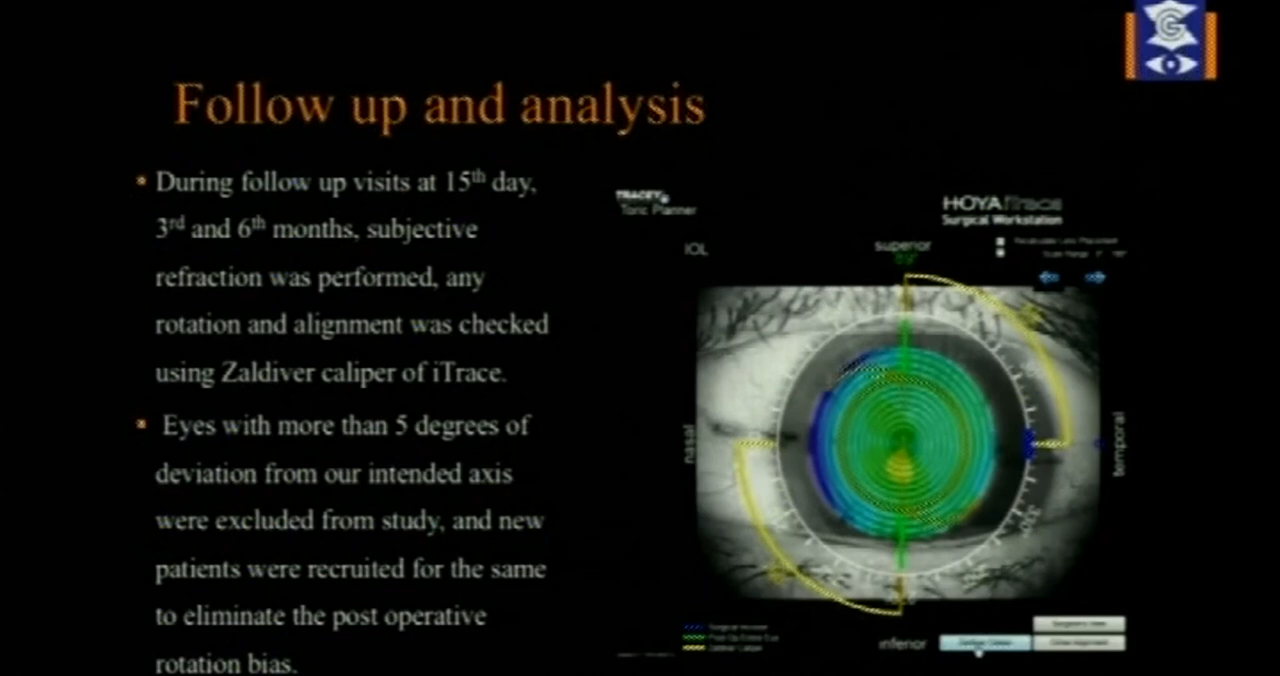 Follow up and analysis
During follow up visits at 15th day,
3rd and 6th months, subjective
refraction was performed, any
rotation and alignment was checked
using Zaldiver caliper of iTrace.
Eyes with more than 5 degrees of
deviation from our intended axis
were excluded from study, and new
patients were recruited for the same
to eliminate the post operative
rotation bias.
TRACEY
Toric Planner
HOYA iTrace
Surgical Workstation
IOL
superior
nasal
temporal
inferior